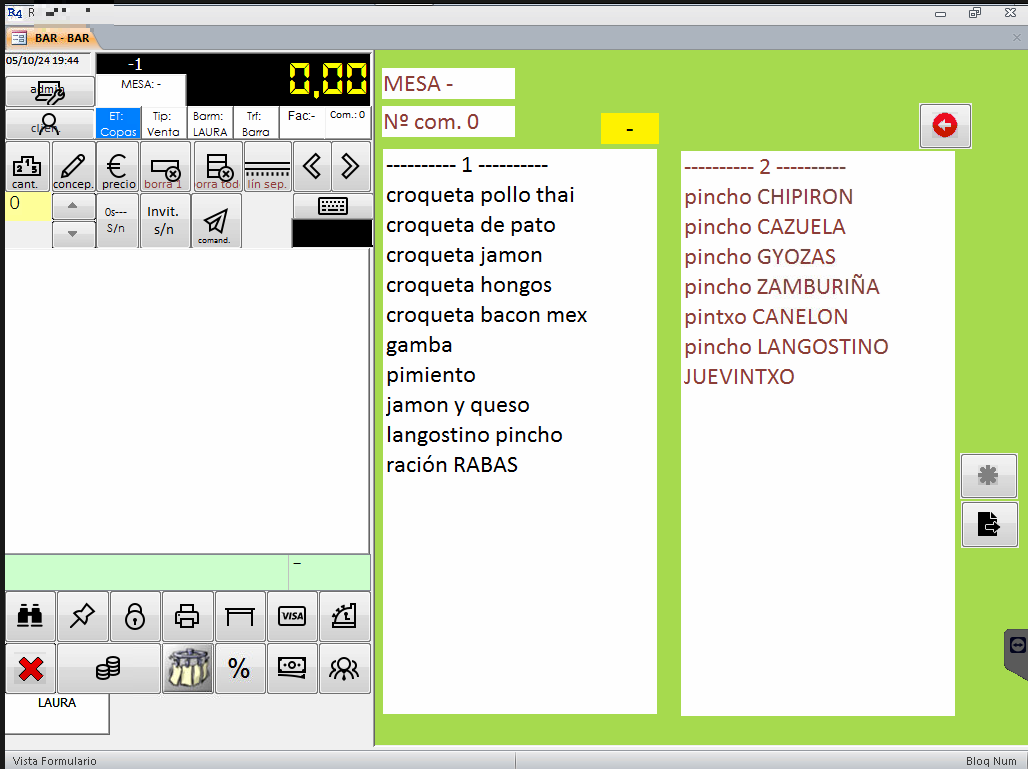 R4 R
BAR - BAR
05/10/24 19:44
-1
0,00
admin
MESA: -
client.
ET: Copas
Tip: Venta
Barm: LAURA
Trf: Barra
Fac:-
Com.: 0
cant.
concep.
precio
borra 1
orra tod
lín sep.
0
0s---
S/n
Invit.
s/n
comand.
–
VISA
%
LAURA
MESA -
Nº com. 0
-
---------- 1 ----------
croqueta pollo thai
croqueta de pato
croqueta jamon
croqueta hongos
croqueta bacon mex
gamba
pimiento
jamon y queso
langostino pincho
ración RABAS
---------- 2 ----------
pincho CHIPIRON
pincho CAZUELA
pincho GYOZAS
pincho ZAMBURIÑA
pintxo CANELON
pincho LANGOSTINO
JUEVINTXO
Vista Formulario
Bloq Num